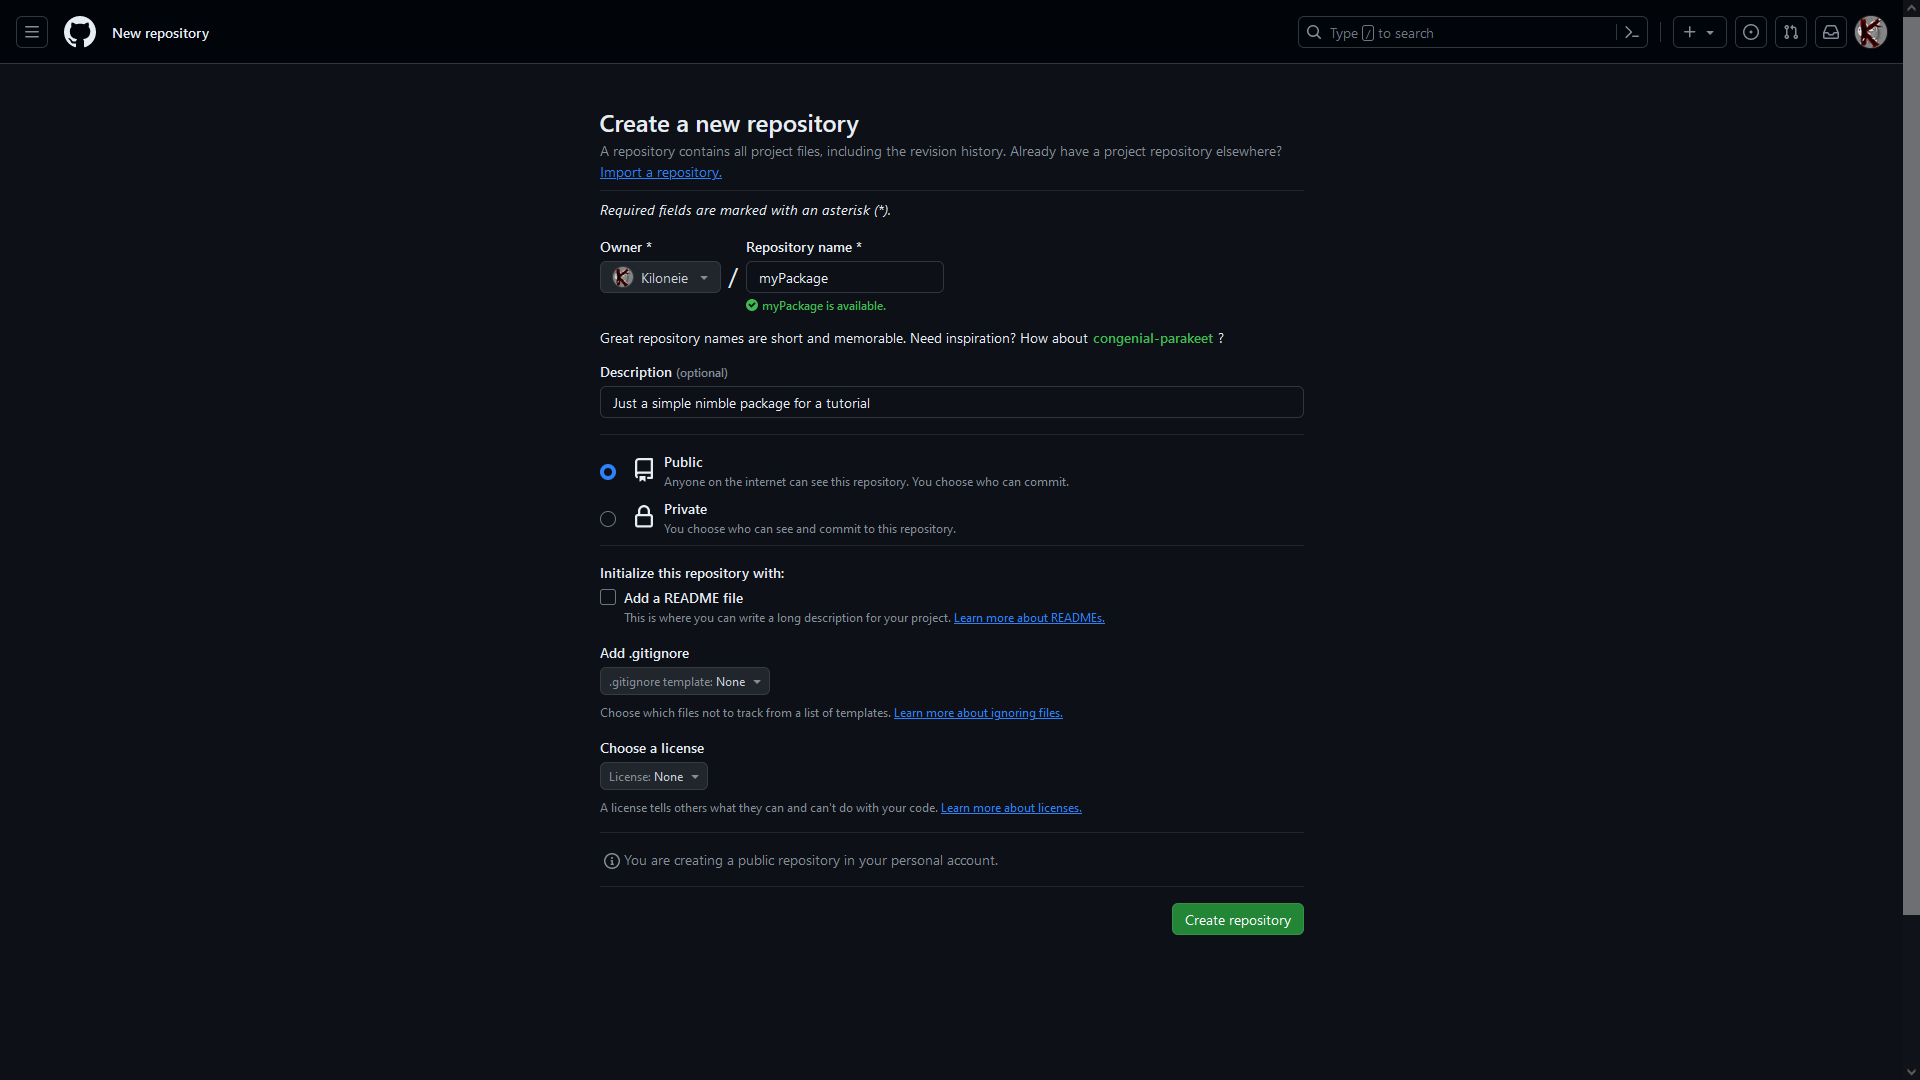 New repository
Type / to search
Create a new repository
A repository contains all project files, including the revision history. Already have a project repository elsewhere?
Import a repository.
Required fields are marked with an asterisk (*).
Owner *
Repository name *
Kiloneie
/
myPackage
myPackage is available.
Great repository names are short and memorable. Need inspiration? How about congenial-parakeet ?
Description (optional)
Just a simple nimble package for a tutorial
Public
Anyone on the internet can see this repository. You choose who can commit.
Private
You choose who can see and commit to this repository.
Initialize this repository with:
Add a README file
This is where you can write a long description for your project. Learn more about READMEs.
Add .gitignore
.gitignore template: None
Choose which files not to track from a list of templates. Learn more about ignoring files.
Choose a license
License: None
A license tells others what they can and can't do with your code. Learn more about licenses.
You are creating a public repository in your personal account.
Create repository